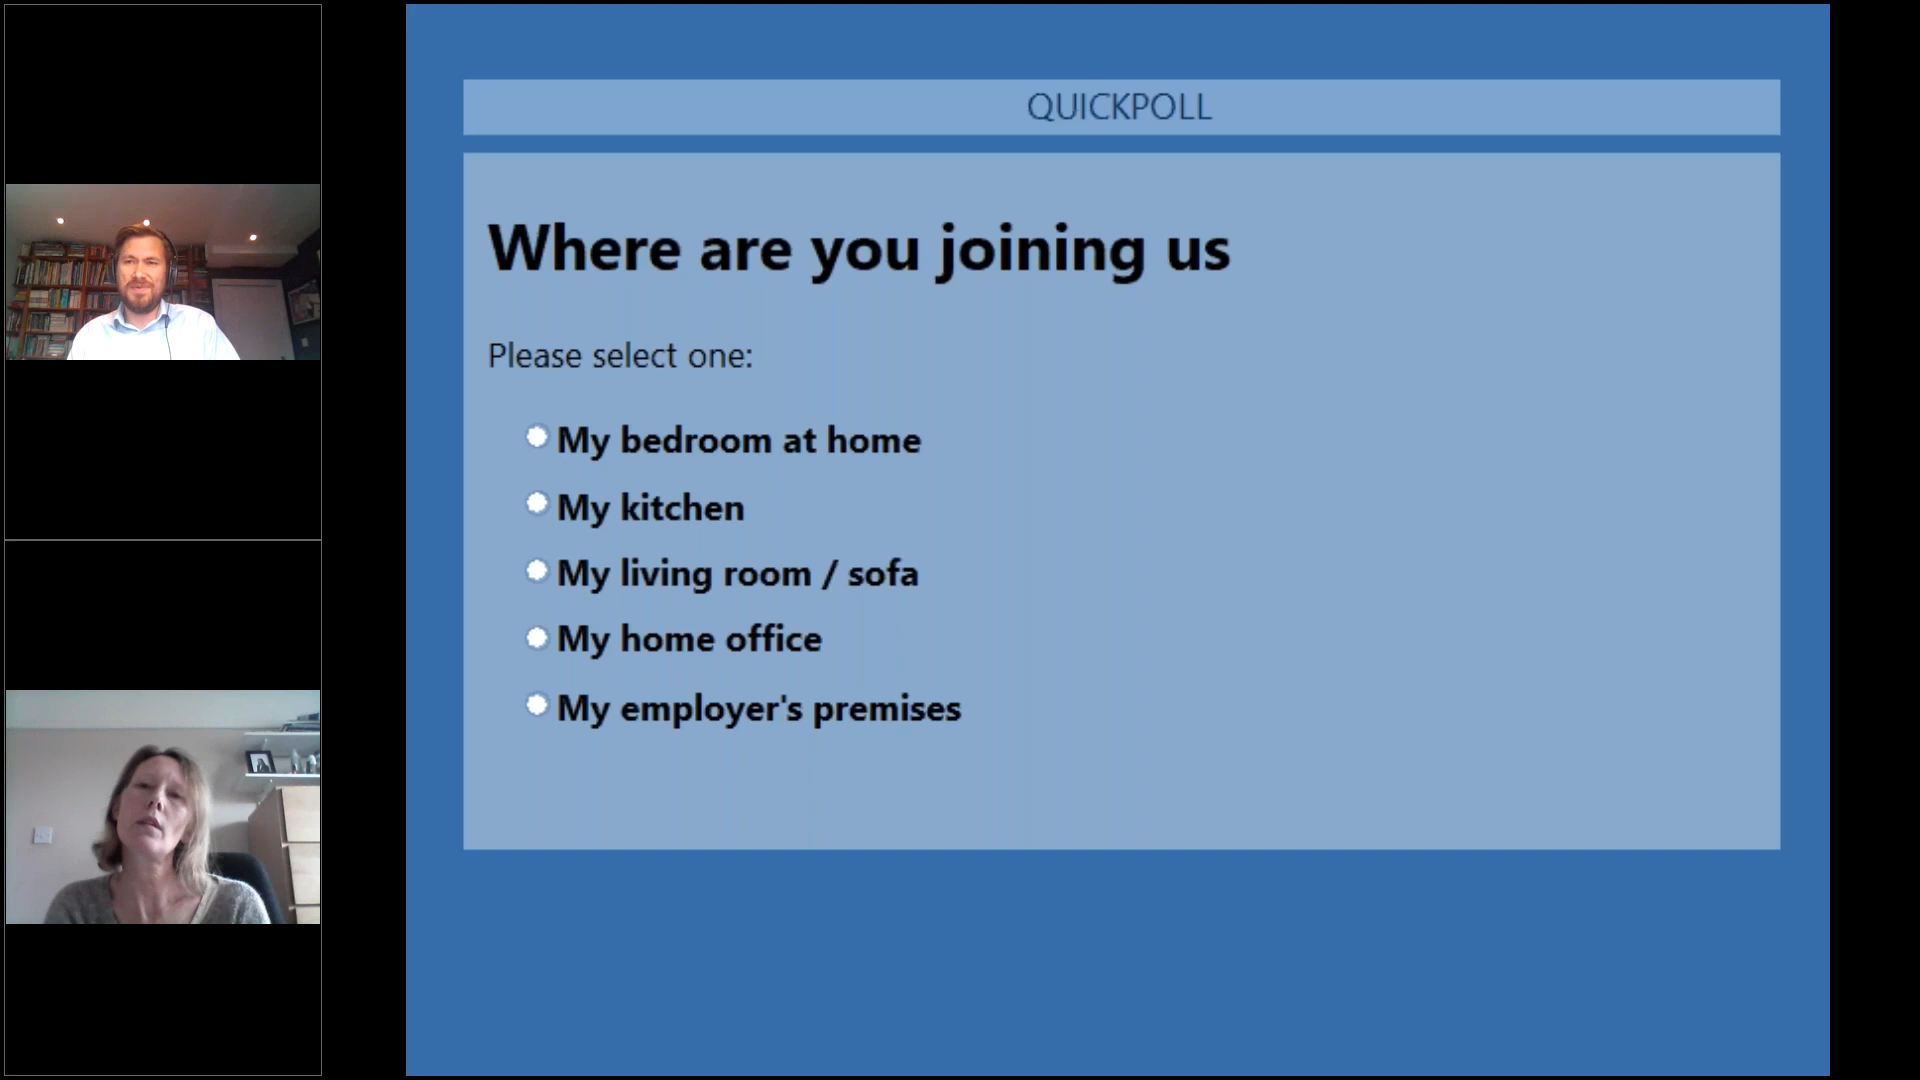 QUICKPOLL
Where are you joining us
Please select one:
My bedroom at home
My kitchen
My living room / sofa
My home office
My employer's premises